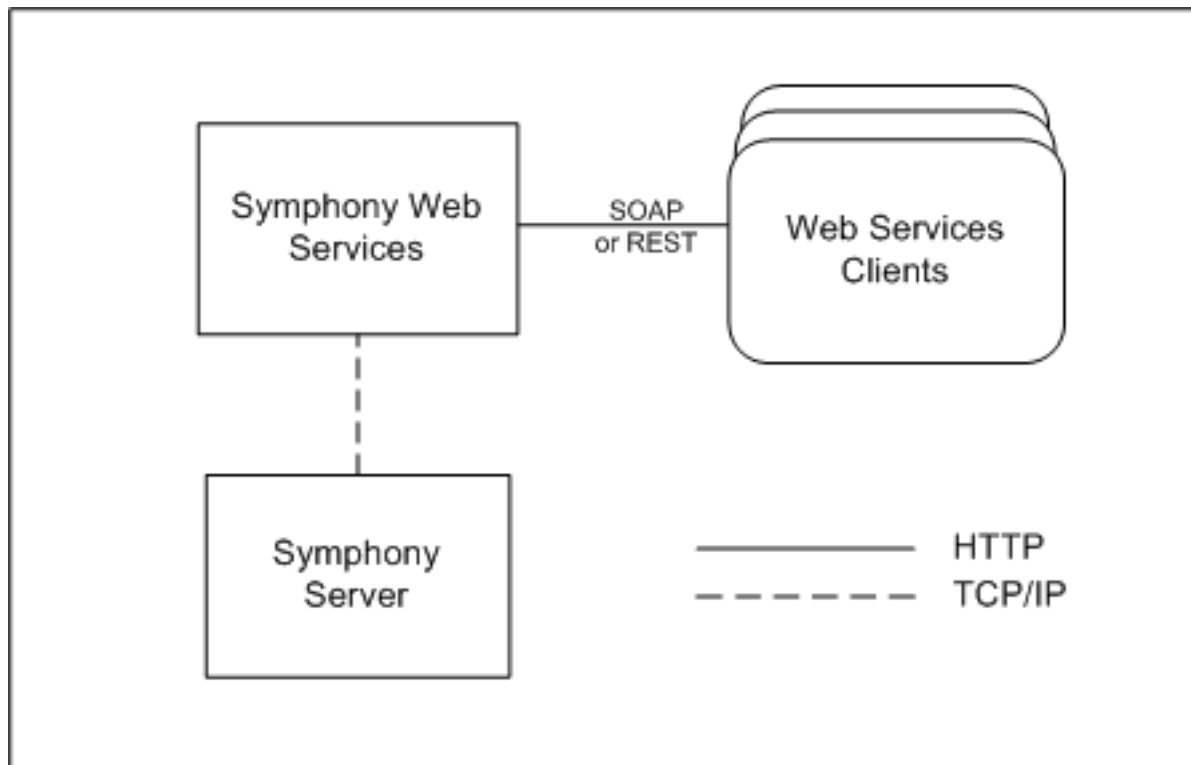 Symphony Web
Services
SOAP
or REST
Web Services
Clients
Symphony
Server
HTTP
TCP/IP